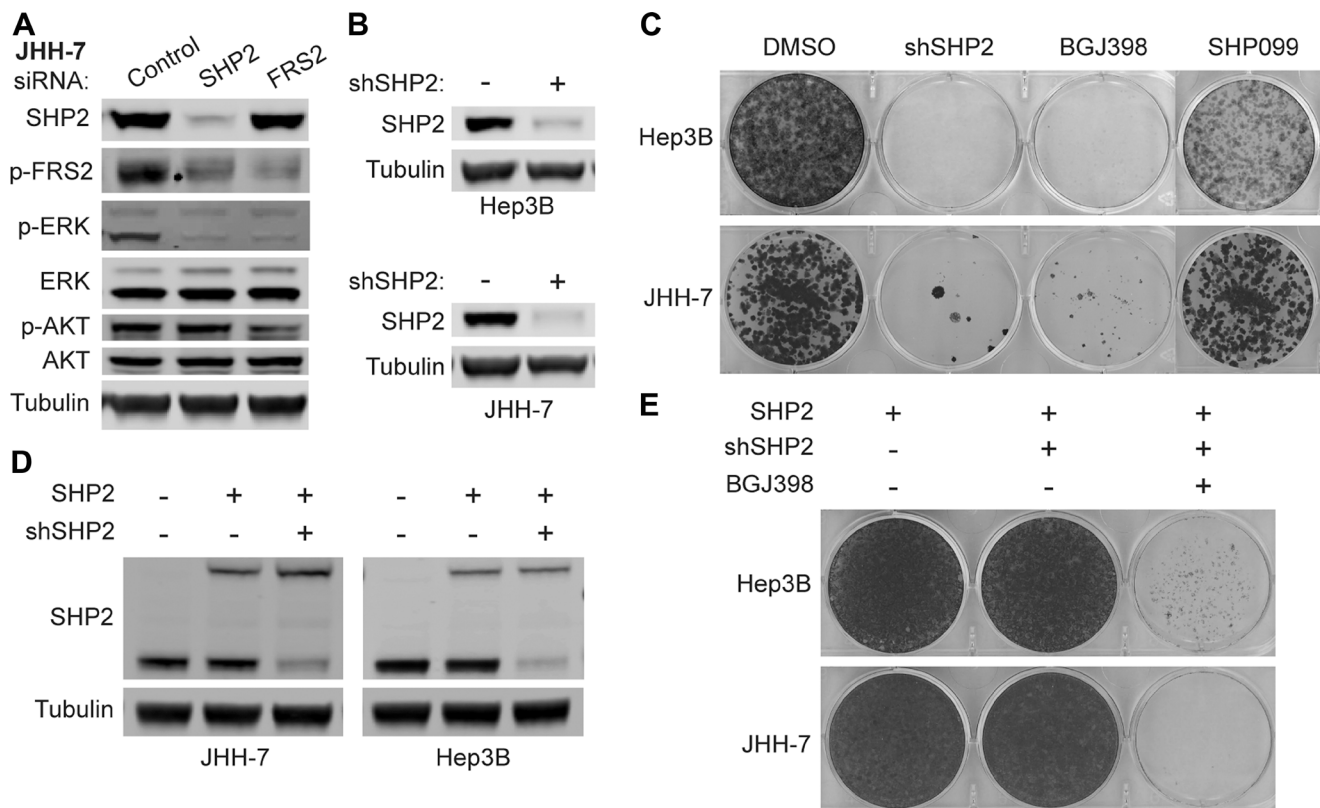 A
JHH-7
siRNA: Control SHP2 FRS2
SHP2
p-FRS2
p-ERK
ERK
p-AKT
AKT
Tubulin
B
shSHP2: - +
SHP2
Tubulin
Hep3B
shSHP2: - +
SHP2
Tubulin
JHH-7
C
DMSO shSHP2 BGJ398 SHP099
Hep3B
JHH-7
D
SHP2 - + + - + +
shSHP2 - - + - - +
SHP2
Tubulin
JHH-7 Hep3B
E
SHP2 + + +
shSHP2 - + +
BGJ398 - - +
Hep3B
JHH-7